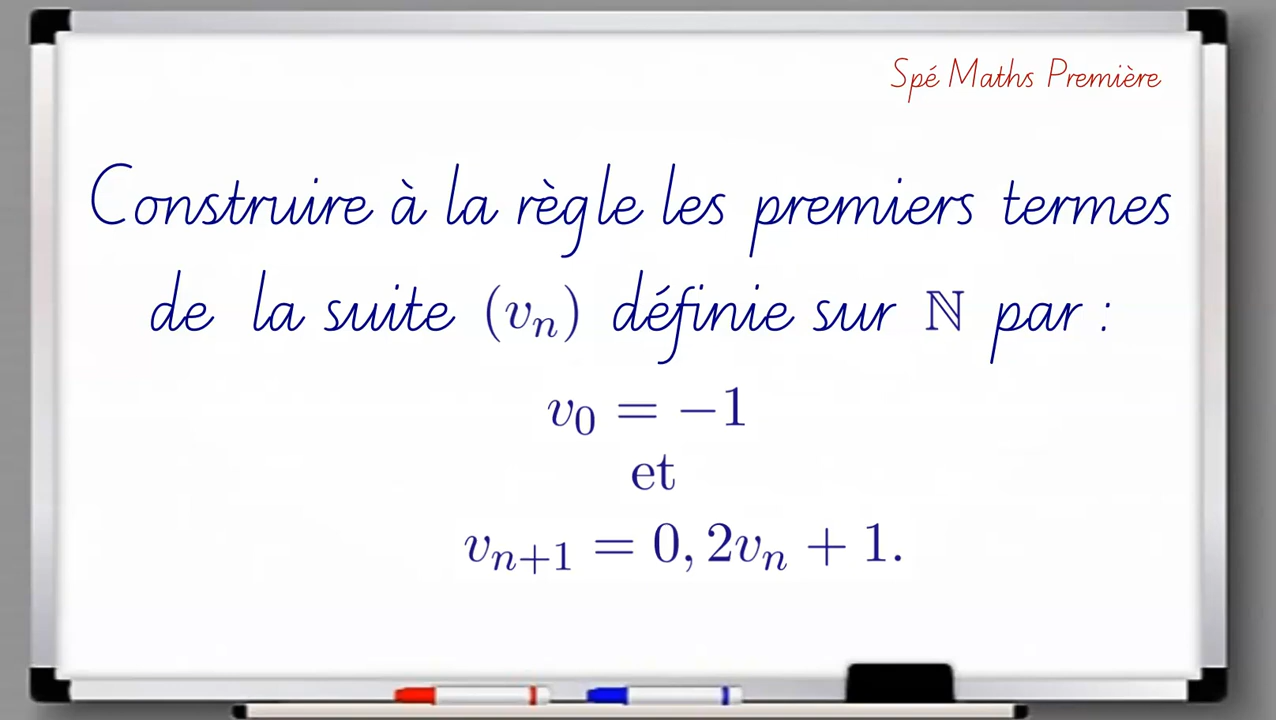 Spé Maths Première
Construire à la règle les premiers termes
de la suite (vₙ) définie sur ℕ par :
v₀ = −1
et
vₙ₊₁ = 0, 2vₙ + 1.